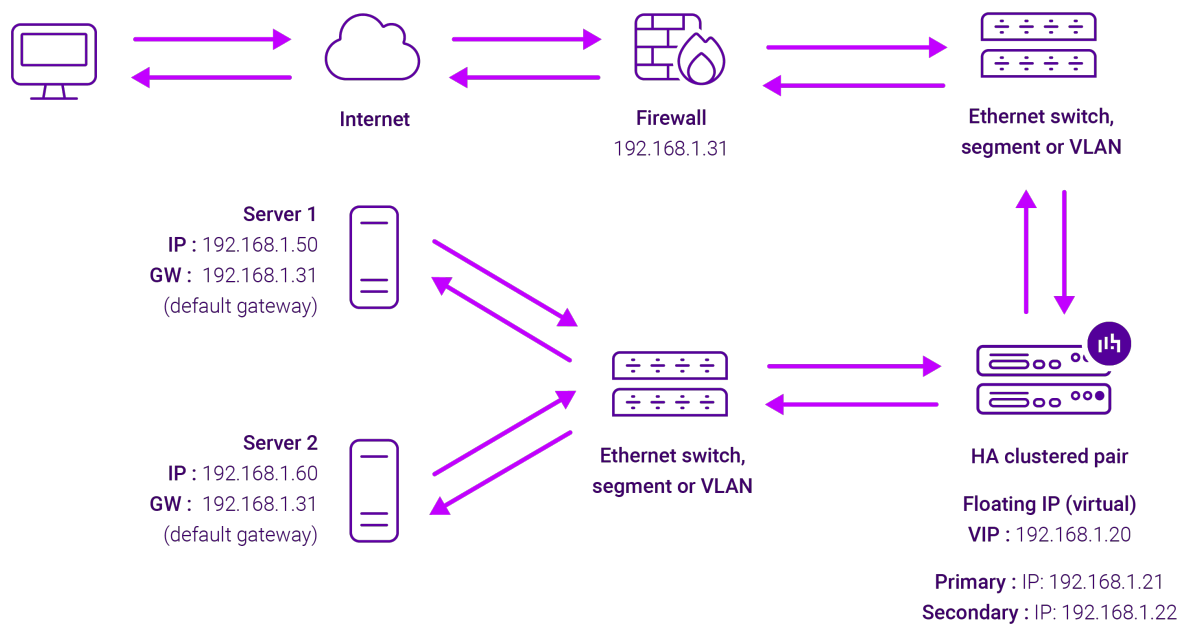 Internet
Firewall
192.168.1.31
Ethernet switch,
segment or VLAN
Server 1
IP : 192.168.1.50
GW : 192.168.1.31
(default gateway)
Server 2
IP : 192.168.1.60
GW : 192.168.1.31
(default gateway)
Ethernet switch,
segment or VLAN
HA clustered pair
Floating IP (virtual)
VIP : 192.168.1.20
Primary : IP: 192.168.1.21
Secondary : IP: 192.168.1.22